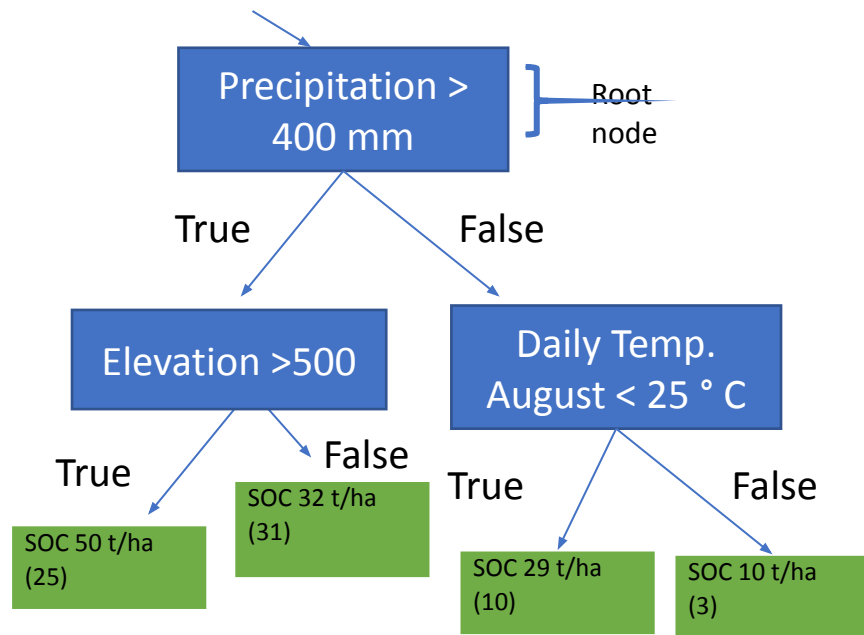 Precipitation >
400 mm
Root
node
True
False
Elevation >500
Daily Temp.
August < 25 ° C
True
False
True
False
SOC 50 t/ha
(25)
SOC 32 t/ha
(31)
SOC 29 t/ha
(10)
SOC 10 t/ha
(3)